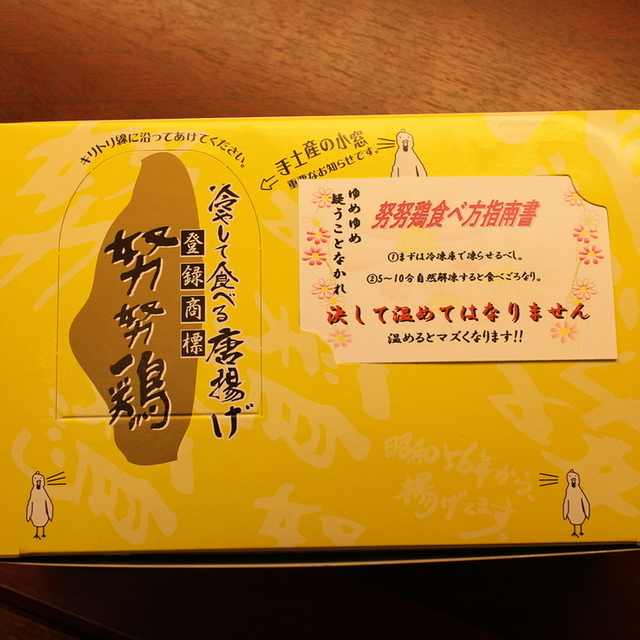 キリトリ線に沿ってあけてください。
手土産の小窓
重要なお知らせです。
冷やして食べる唐揚げ
登録商標
努努鶏
ゆめゆめ
疑うことなかれ
努努鶏食べ方指南書
①まずは冷凍庫で凍らせるべし。
②5~10分自然解凍すると食べごろなり。
決して温めてはなりません
温めるとマズくなります!!
昭和56年から、
揚げてます。